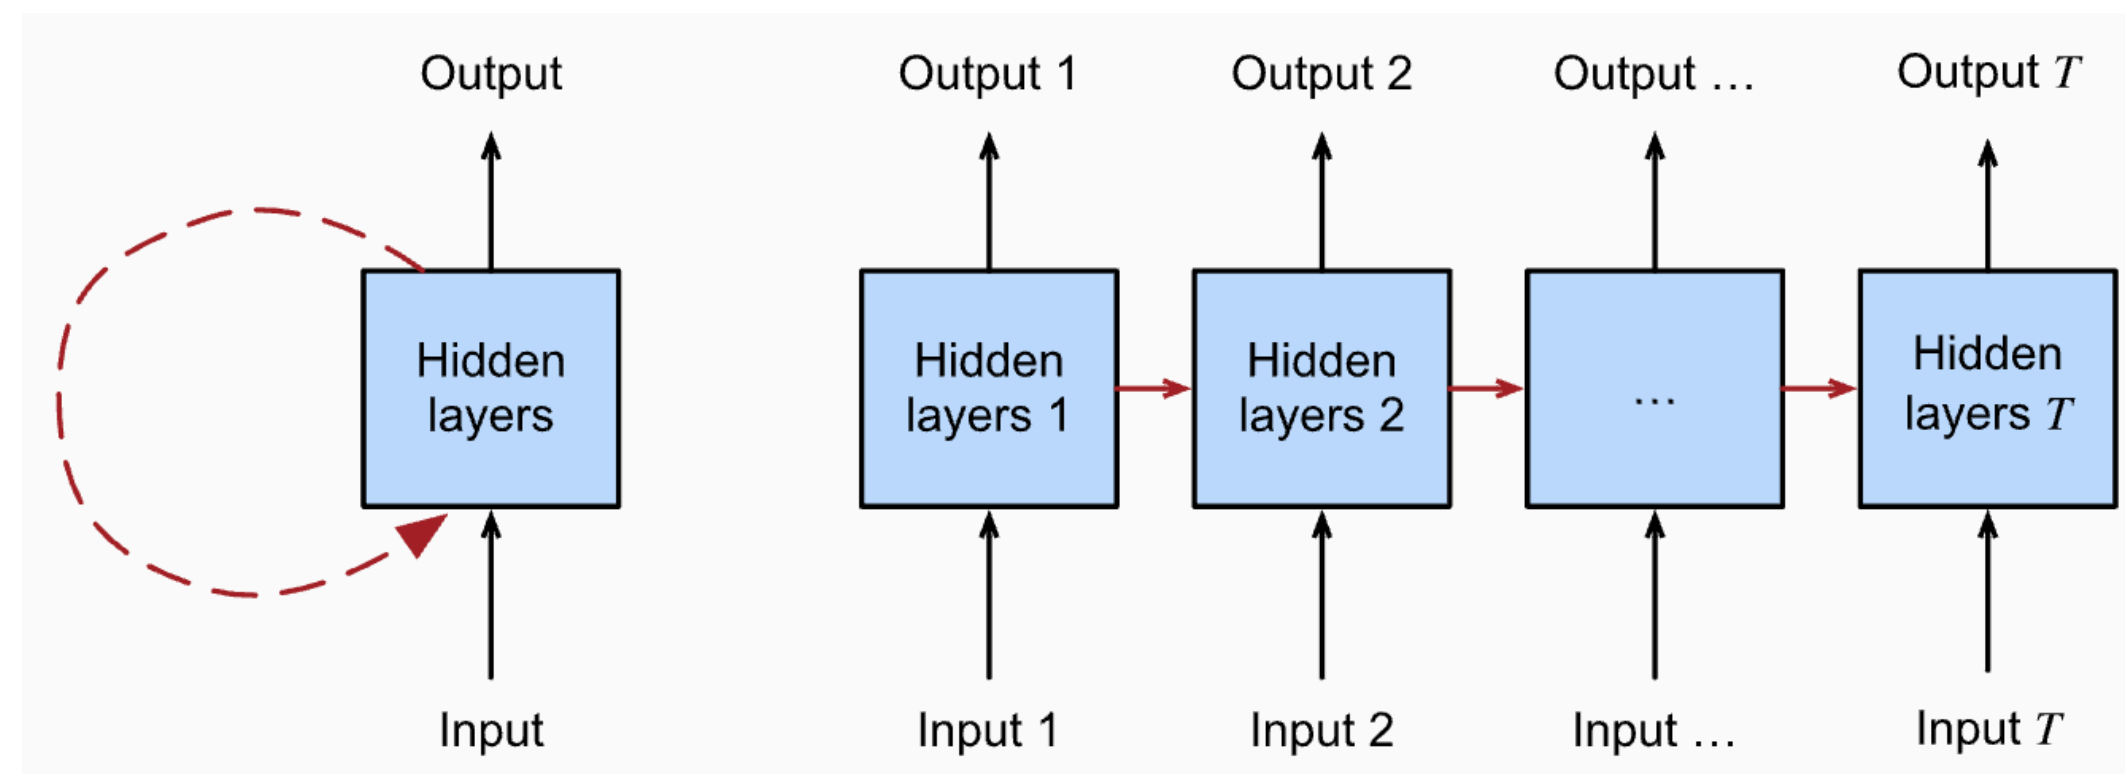 Output
Output 1
Output 2
Output …
Output T
Hidden
layers
Hidden
layers 1
Hidden
layers 2
…
Hidden
layers T
Input
Input 1
Input 2
Input …
Input T